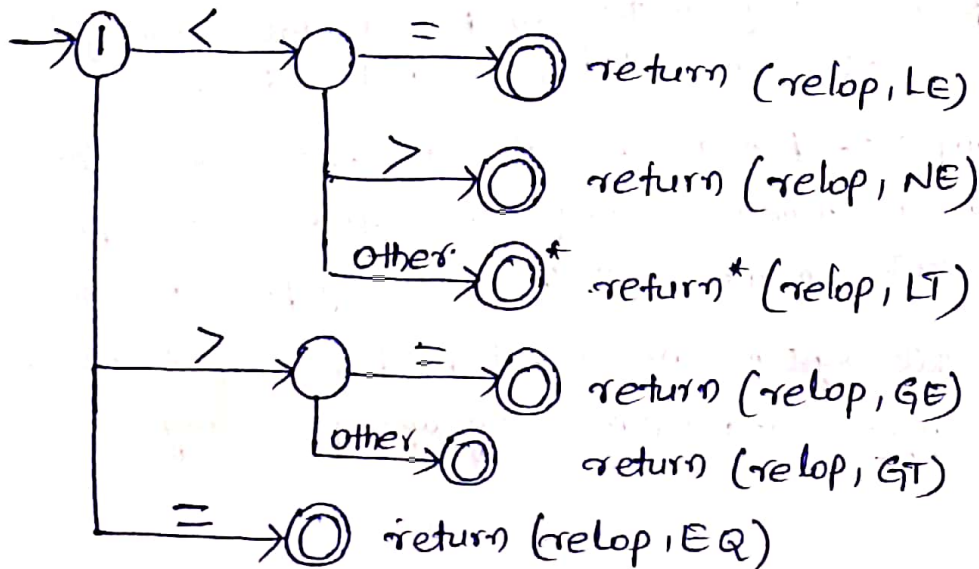 1 < = return (relop, LE)
> return (relop, NE)
other * return* (relop, LT)
> = return (relop, GE)
other return (relop, GT)
= return (relop, EQ)